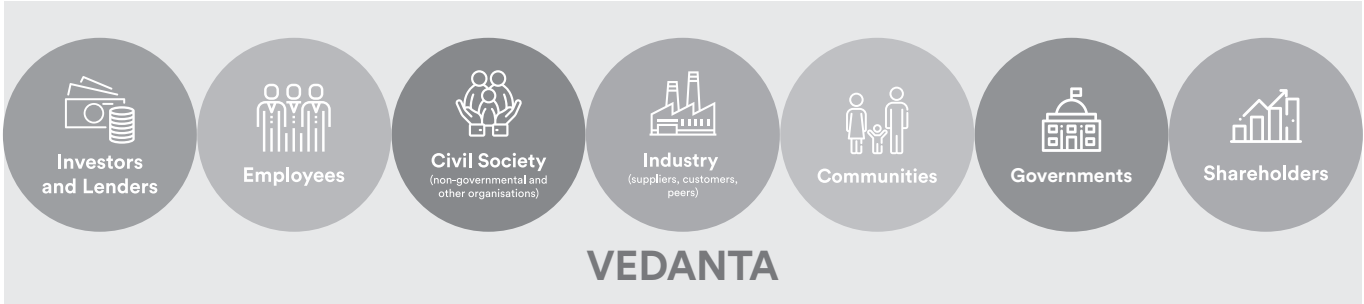 Investors
and Lenders
Employees
Civil Society
(non-governmental and
other organisations)
Industry
(suppliers, customers,
peers)
Communities
Governments
Shareholders
VEDANTA